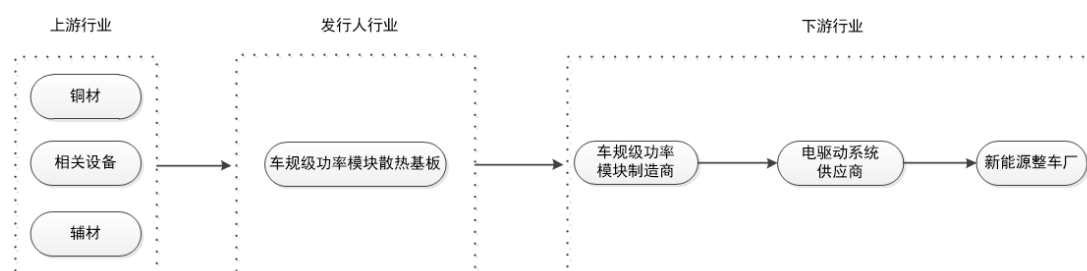 上游行业
发行人行业
下游行业
铜材
相关设备
辅材
车规级功率模块散热基板
车规级功率
模块制造商
电驱动系统
供应商
新能源整车厂